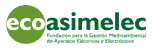 ecoasimelec
Fundación para la Gestión Medioambiental
de Aparatos Eléctricos y Electrónicos